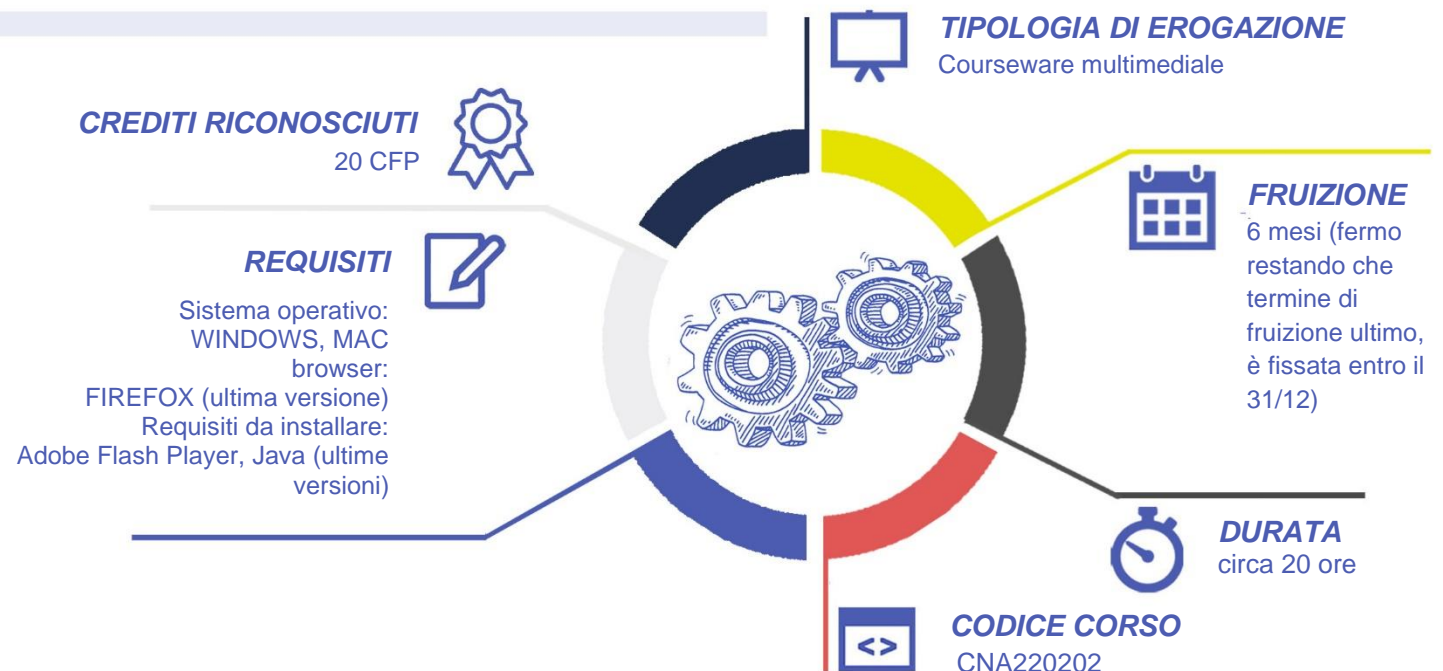 TIPOLOGIA DI EROGAZIONE
Courseware multimediale
CREDITI RICONOSCIUTI
20 CFP
FRUIZIONE
6 mesi (fermo
restando che
termine di
fruizione ultimo,
è fissata entro il
31/12)
REQUISITI
Sistema operativo:
WINDOWS, MAC
browser:
FIREFOX (ultima versione)
Requisiti da installare:
Adobe Flash Player, Java (ultime
versioni)
DURATA
circa 20 ore
<>
CODICE CORSO
CNA220202